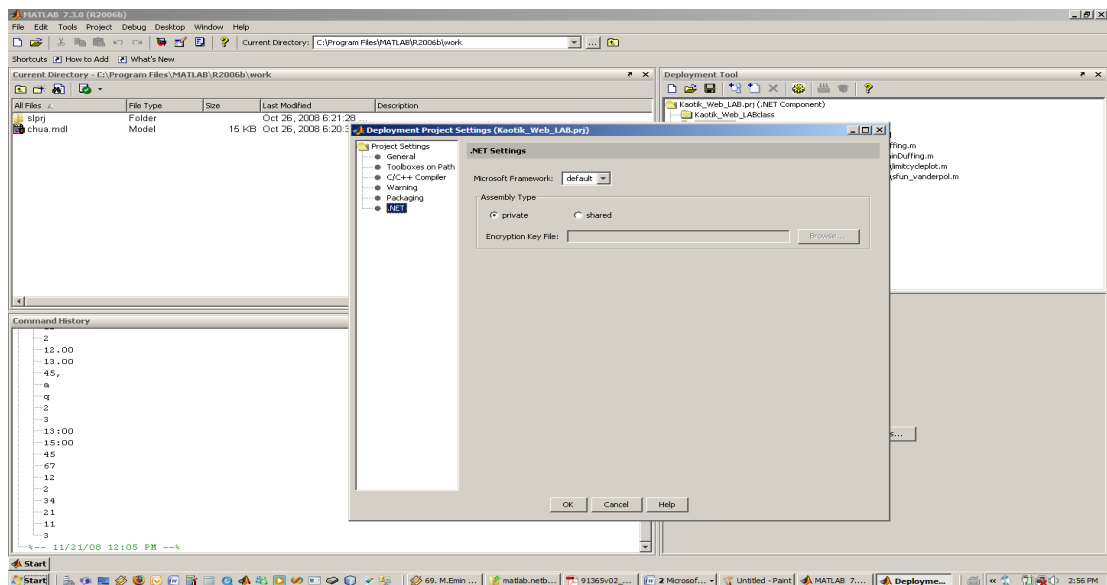 MATLAB 7.3.0 (R2006b)
File Edit Tools Project Debug Desktop Window Help
Current Directory: C:\Program Files\MATLAB\R2006b\work
Shortcuts How to Add What's New
Current Directory - C:\Program Files\MATLAB\R2006b\work
All Files File Type Size Last Modified Description
slprj Folder Oct 26, 2008 6:21:28 ...
chua.mdl Model 15 KB Oct 26, 2008 6:20:3
Deployment Tool
Kaotik_Web_LAB.prj (.NET Component)
Kaotik_Web_LABclass
ffing.m
inDuffing.m
\limitcycleplot.m
\sfun_vanderpol.m
s...
Deployment Project Settings (Kaotik_Web_LAB.prj)
Project Settings
General
Toolboxes on Path
C/C++ Compiler
Warning
Packaging
.NET
.NET Settings
Microsoft Framework: default
Assembly Type
private shared
Encryption Key File: Browse...
OK Cancel Help
Command History
2
12.00
13.00
45,
a
q
2
3
13:00
15:00
45
67
12
2
34
21
11
3
%-- 11/21/08 12:05 PM --%
Start
Start 69. M.Emin ... matlab.netb... 91365v02_... 2 Microsof... Untitled - Paint MATLAB 7.... Deployme... 2:56 PM